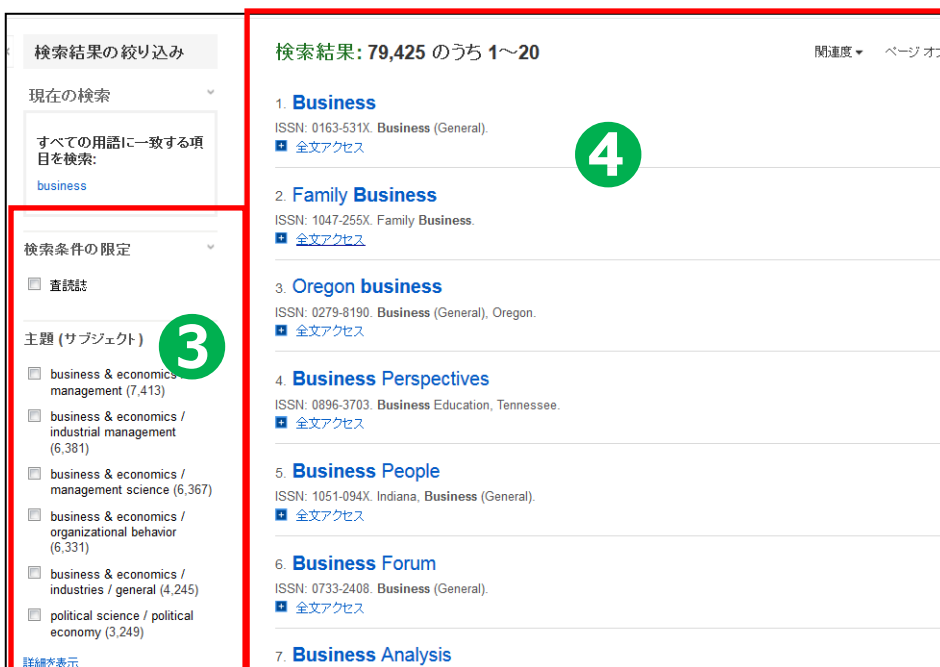 検索結果の絞り込み
現在の検索
すべての用語に一致する項
目を検索:
business
検索条件の限定
査読誌
主題 (サブジェクト)
3
business & economics
management (7,413)
business & economics /
industrial management
(6,381)
business & economics /
management science (6,367)
business & economics /
organizational behavior
(6,331)
business & economics /
industries / general (4,245)
political science / political
economy (3,249)
詳細を表示
検索結果: 79,425 のうち 1～20
関連度 ページ オプ
4
1. Business
ISSN: 0163-531X. Business (General).
全文アクセス
2. Family Business
ISSN: 1047-255X. Family Business.
全文アクセス
3. Oregon business
ISSN: 0279-8190. Business (General), Oregon.
全文アクセス
4. Business Perspectives
ISSN: 0896-3703. Business Education, Tennessee.
全文アクセス
5. Business People
ISSN: 1051-094X. Indiana, Business (General).
全文アクセス
6. Business Forum
ISSN: 0733-2408. Business (General).
全文アクセス
7. Business Analysis